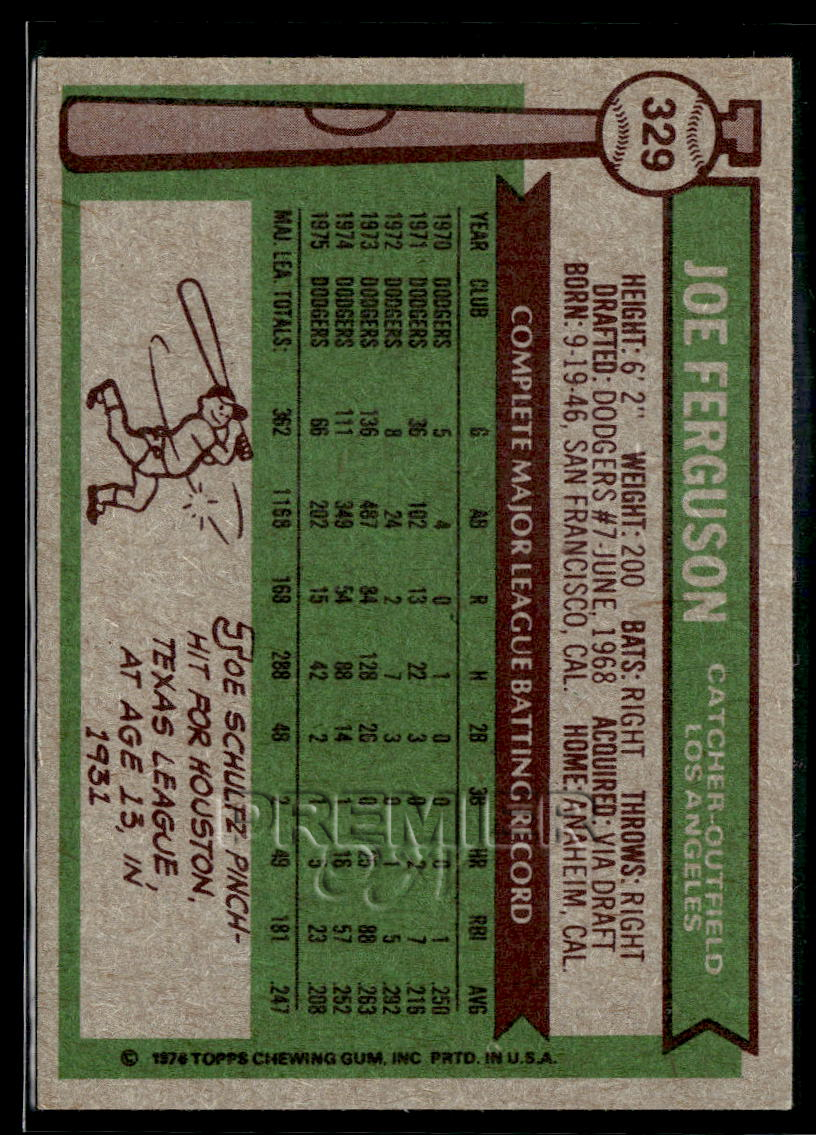 329
JOE FERGUSON
CATCHER-OUTFIELD
LOS ANGELES
HEIGHT: 6' 2" WEIGHT: 200 BATS: RIGHT THROWS: RIGHT
DRAFTED: DODGERS #7-JUNE, 1968 ACQUIRED: VIA DRAFT
BORN: 9-19-46, SAN FRANCISCO, CAL. HOME: ANAHEIM, CAL.
COMPLETE MAJOR LEAGUE BATTING RECORD
YEAR CLUB G AB R H 2B 3B HR RBI AVG
1970 DODGERS 5 4 0 1 0 0 0 1 .250
1971 DODGERS 36 102 13 22 3 0 2 7 .216
1972 DODGERS 8 24 2 7 3 0 1 5 .292
1973 DODGERS 136 487 84 128 26 0 25 88 .263
1974 DODGERS 111 349 54 88 14 1 16 57 .252
1975 DODGERS 66 202 15 42 2 1 5 23 .208
MAJ. LEA. TOTALS: 362 1168 168 288 48 2 49 181 .247
JOE SCHULTZ PINCH-
HIT FOR HOUSTON,
TEXAS LEAGUE,
AT AGE 13, IN
1931
© 1976 TOPPS CHEWING GUM, INC PRTD. IN U.S.A.
PREMIER